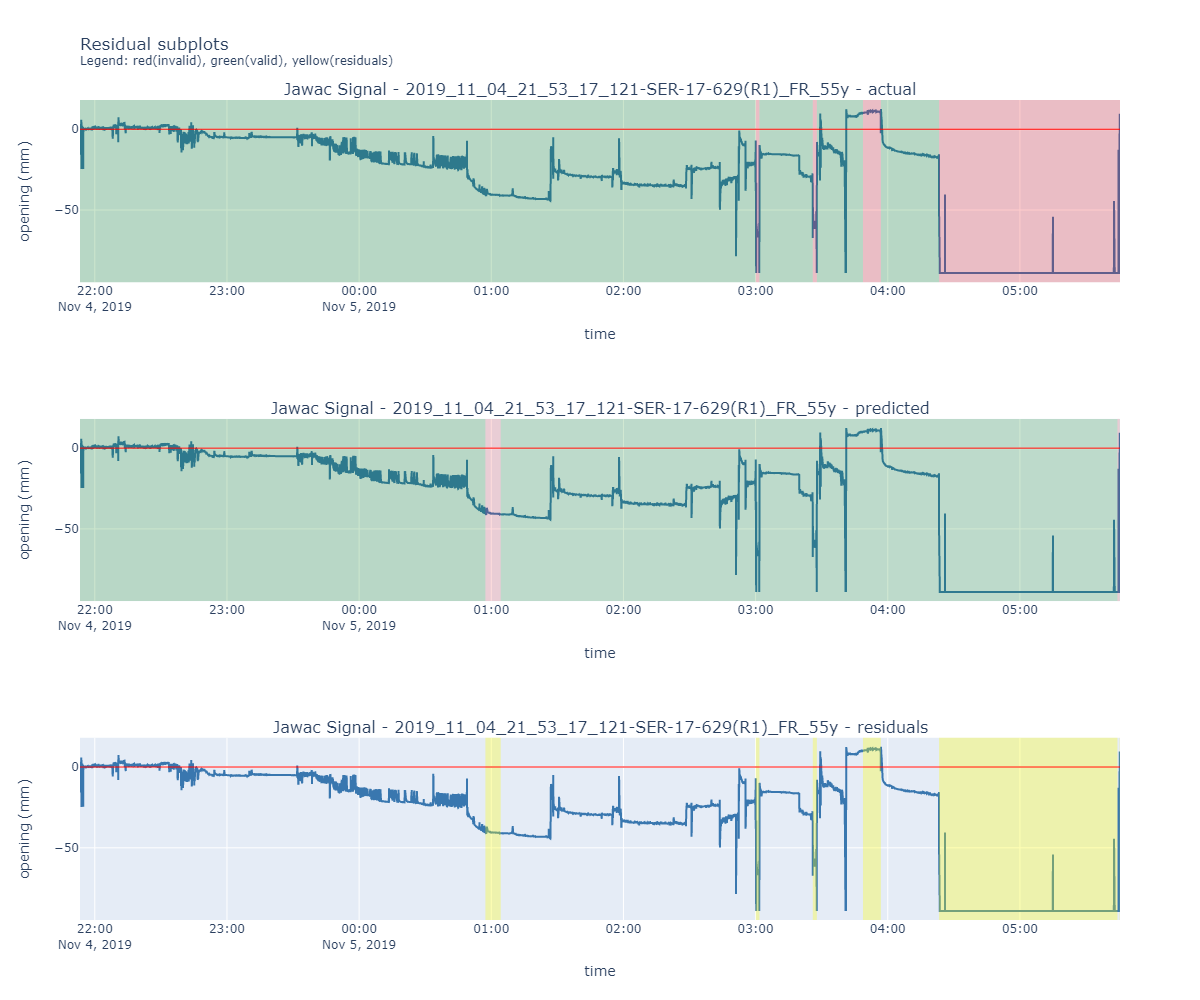 Residual subplots
Legend: red(invalid), green(valid), yellow(residuals)
Jawac Signal - 2019_11_04_21_53_17_121-SER-17-629(R1)_FR_55y - actual
opening (mm)
0
−50
22:00 23:00 00:00 01:00 02:00 03:00 04:00 05:00
Nov 4, 2019 Nov 5, 2019
time
Jawac Signal - 2019_11_04_21_53_17_121-SER-17-629(R1)_FR_55y - predicted
opening (mm)
0
−50
22:00 23:00 00:00 01:00 02:00 03:00 04:00 05:00
Nov 4, 2019 Nov 5, 2019
time
Jawac Signal - 2019_11_04_21_53_17_121-SER-17-629(R1)_FR_55y - residuals
opening (mm)
0
−50
22:00 23:00 00:00 01:00 02:00 03:00 04:00 05:00
Nov 4, 2019 Nov 5, 2019
time